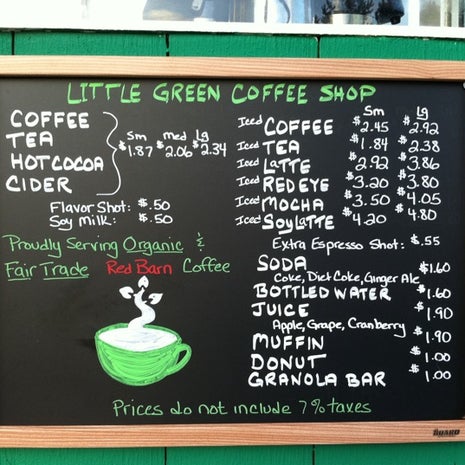 LITTLE GREEN COFFEE SHOP
Sm med lg
COFFEE
TEA
HOT COCOA
CIDER
$1.87 $2.06 $2.34
Flavor Shot: $.50
Soy Milk: $.50
Proudly Serving Organic &
Fair Trade Red Barn Coffee
Sm lg
Iced COFFEE $2.45 $2.92
Iced TEA $1.84 $2.38
Iced LaTTE $2.92 $3.86
Iced RED EYE $3.20 $3.80
Iced MOCHA $3.50 $4.05
Iced SoyLaTTE $4.20 $4.80
Extra Espresso Shot: $.55
SODA $1.60
Coke, Diet Coke, Ginger Ale
BOTTLED WATER $1.60
JUICE $1.90
Apple, Grape, Cranberry
MUFFIN $1.90
DONUT $1.00
GRANOLA BAR $1.00
Prices do not include 7% taxes